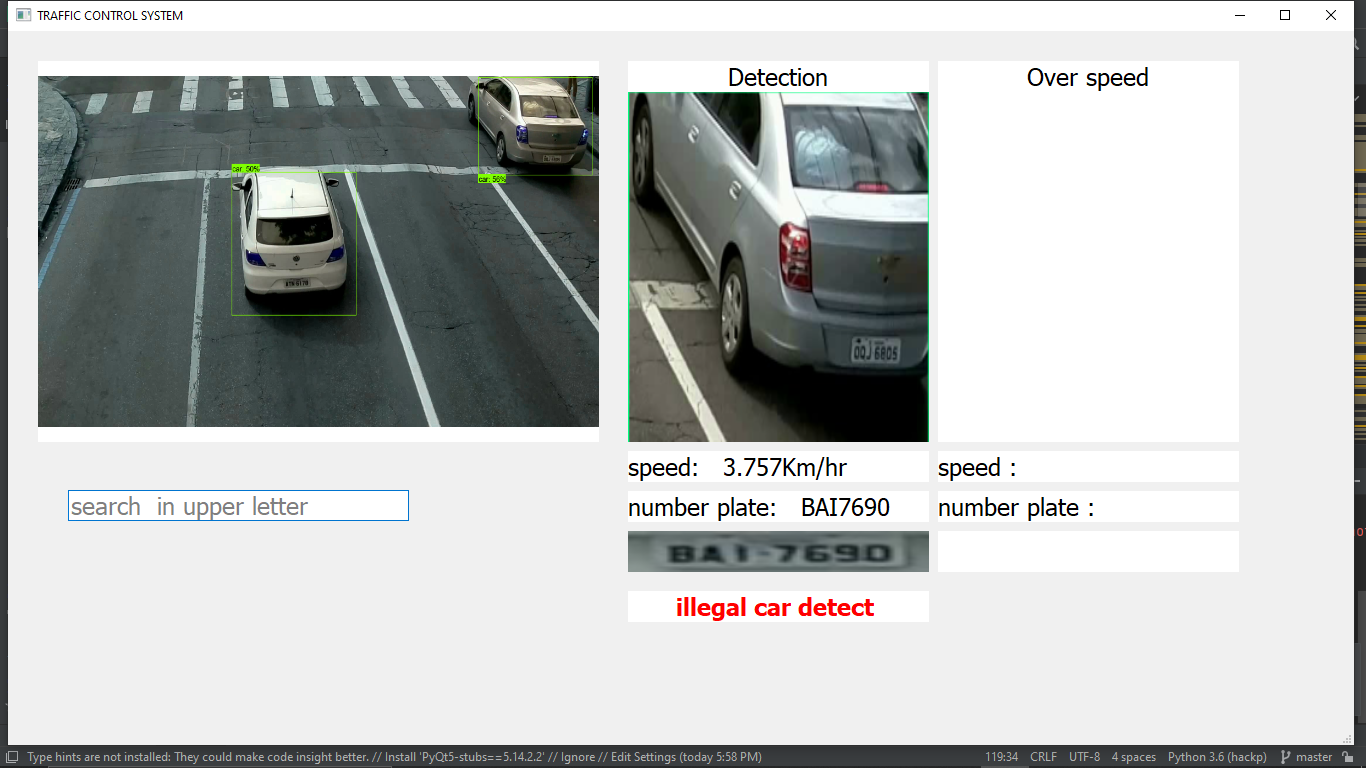 TRAFFIC CONTROL SYSTEM
car: 50%
car: 56%
Detection
OQJ 6805
speed: 3.757Km/hr
number plate: BAI7690
BAI-7690
illegal car detect
Over speed
speed :
number plate :
search in upper letter
Type hints are not installed: They could make code insight better. // Install 'PyQt5-stubs==5.14.2.2' // Ignore // Edit Settings (today 5:58 PM)
119:34 CRLF UTF-8 4 spaces Python 3.6 (hackp) master